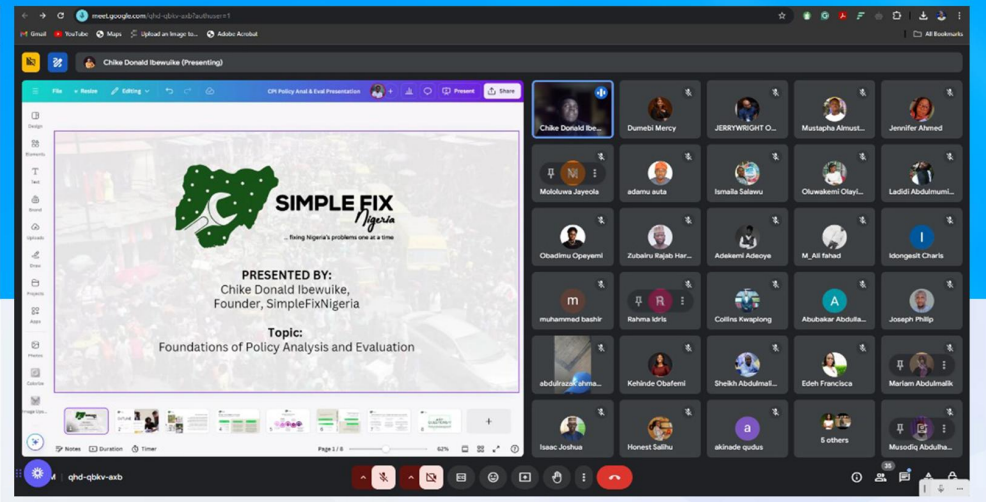 meet.google.com/qhd-qbkv-axb?authuser=1
Gmail
YouTube
Maps
Upload an Image to...
Adobe Acrobat
All Bookmarks
Chike Donald Ibewuike (Presenting)
File
Resize
Editing
CPI Policy Anal & Eval Presentation
Present
Share
Design
Elements
Text
Brand
Uploads
Draw
Projects
Apps
Photos
SIMPLE FIX
Nigeria
... fixing Nigeria's problems one at a time
PRESENTED BY:
Chike Donald Ibewuike,
Founder, SimpleFixNigeria
Topic:
Foundations of Policy Analysis and Evaluation
Notes
Duration
Timer
Page 1 / 8
62%
Chike Donald Ibe...
Dumebi Mercy
JERRYWRIGHT O...
Mustapha Almust...
Jennifer Ahmed
Mololuwa Jayeola
adamu auta
Ismaila Salawu
Oluwakemi Olayi...
Ladidi Abdulmumi...
Obadimu Opeyemi
Zubairu Rajab Har...
Adekemi Adeoye
M_Ali fahad
Idongesit Charis
muhammed bashir
Rahma Idris
Collins Kwapiong
Abubakar Abdulla...
Joseph Philip
abdulrazak ahma...
Kehinde Obafemi
Sheikh Abdulmali...
Edeh Francisca
Mariam Abdulmalik
Isaac Joshua
Honest Salihu
akinade qudus
5 others
Musodiq Abdulha...
M
qhd-qbkv-axb
35